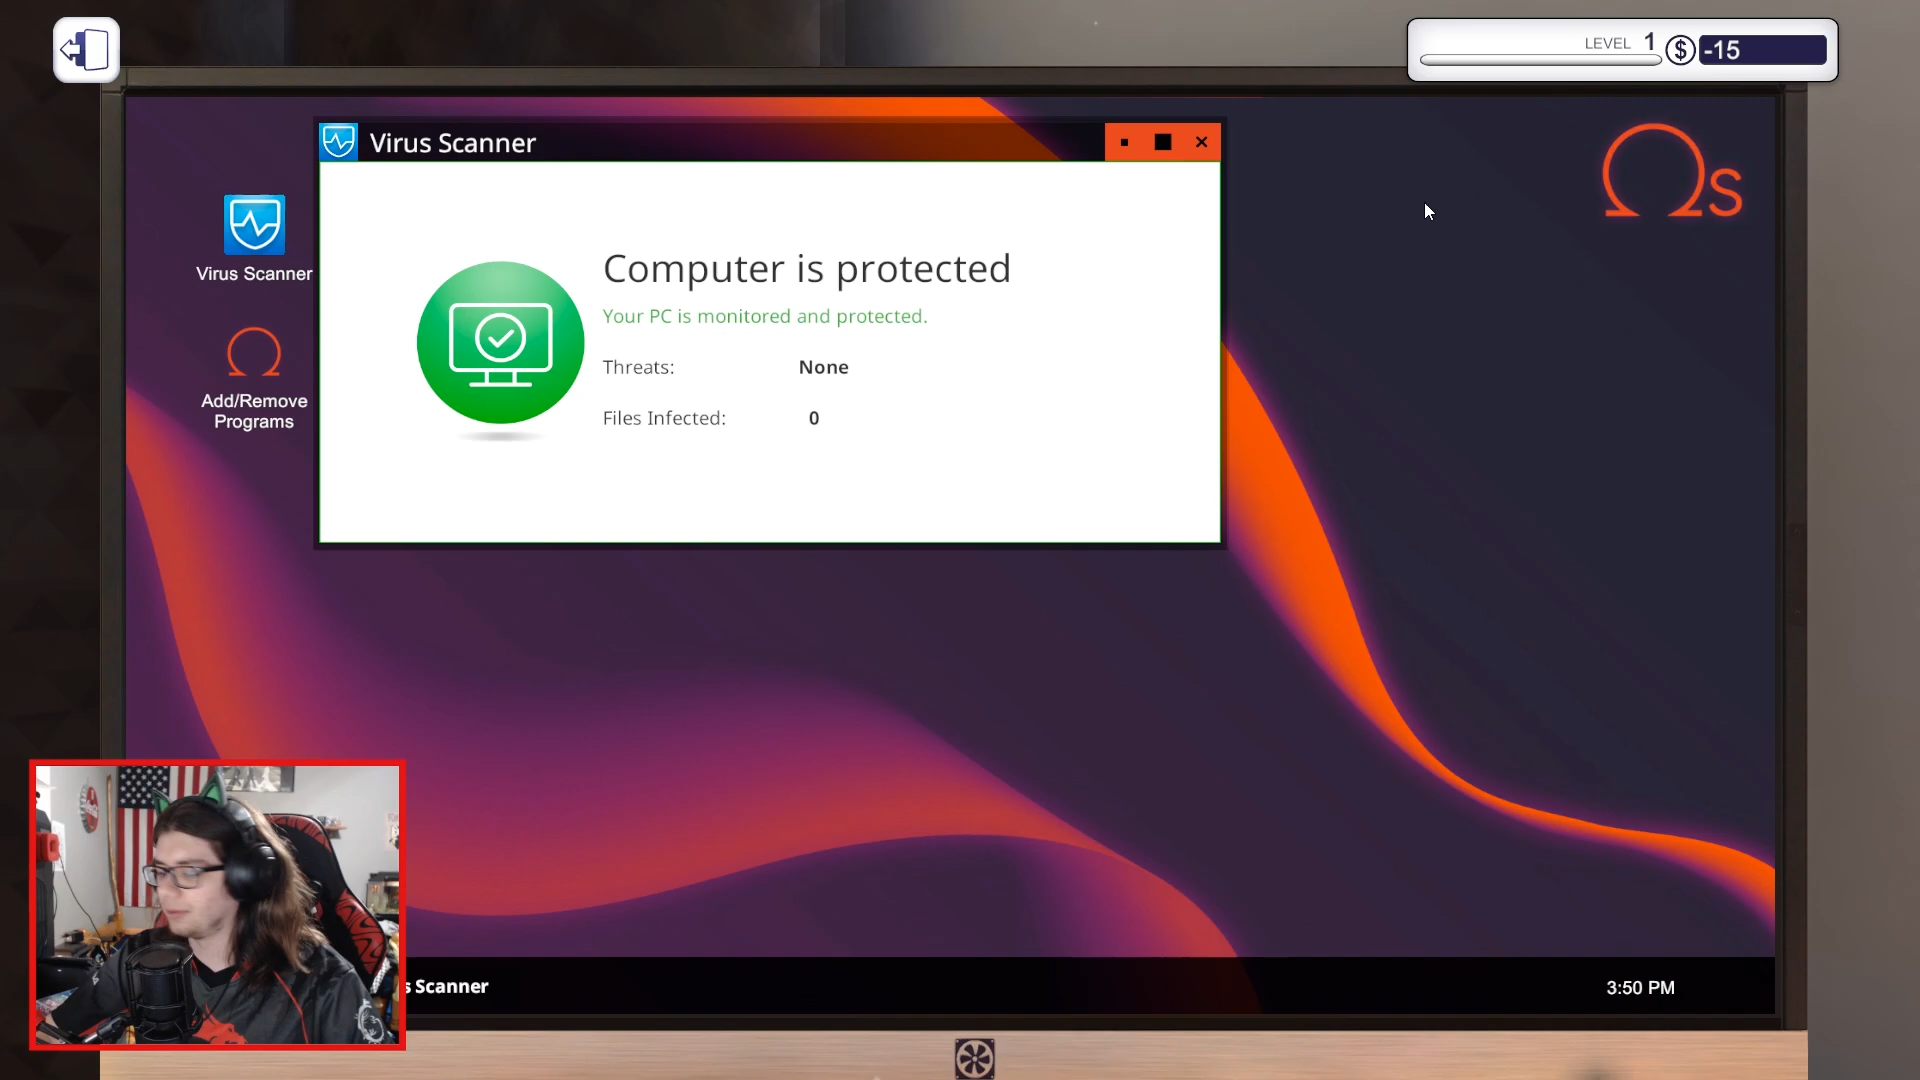 LEVEL 1
-15
Virus Scanner
Ωs
Computer is protected
Your PC is monitored and protected.
Threats: None
Files Infected: 0
Virus Scanner
Add/Remove
Programs
s Scanner
3:50 PM